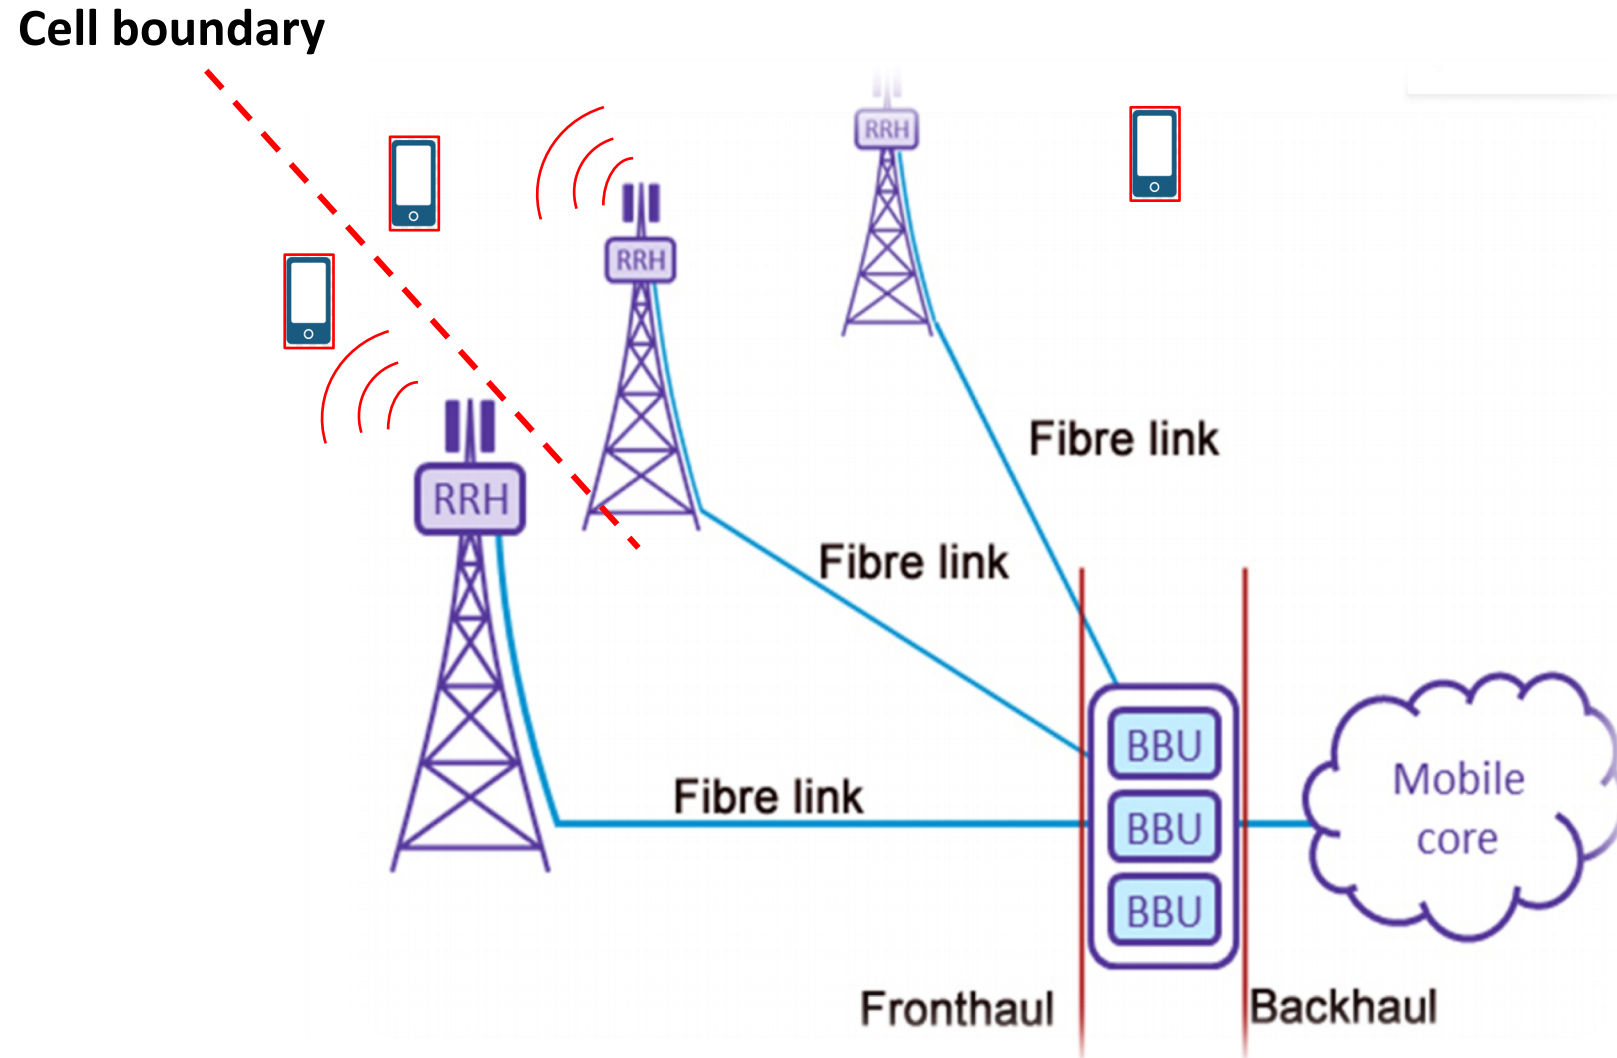 Cell boundary
RRH
RRH
RRH
Fibre link
Fibre link
Fibre link
BBU
BBU
BBU
Mobile
core
Fronthaul
Backhaul